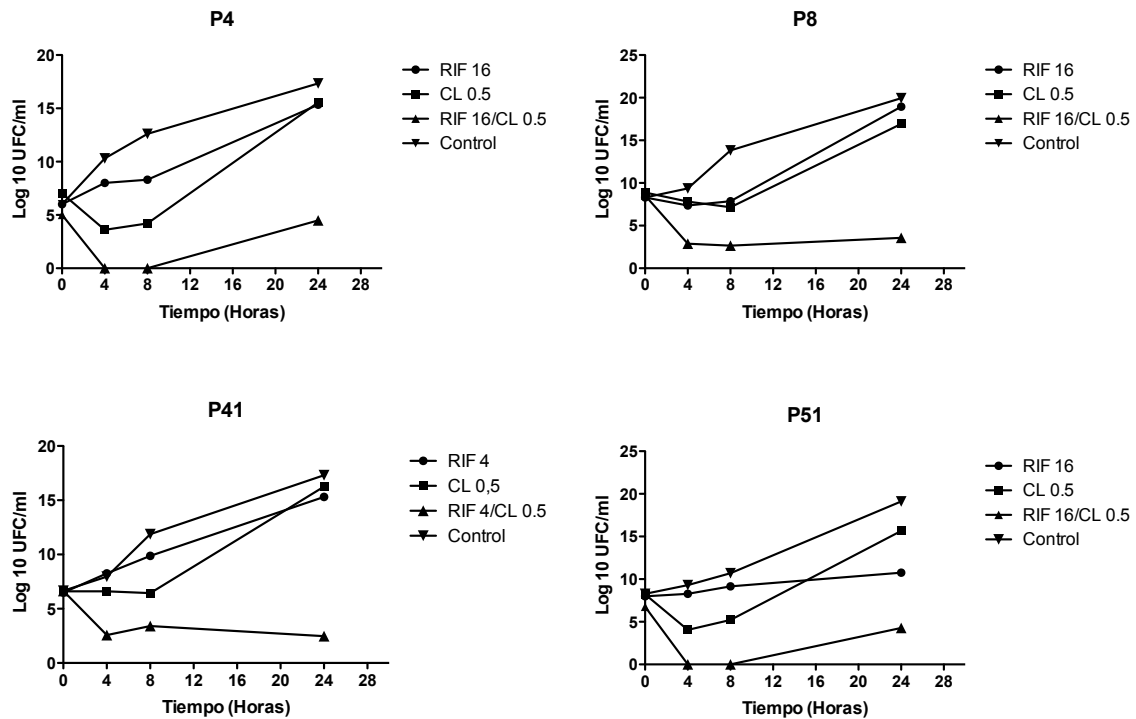 P4
20
15
10
5
0
Log 10 UFC/ml
0 4 8 12 16 20 24 28
Tiempo (Horas)
RIF 16
CL 0.5
RIF 16/CL 0.5
Control
P8
25
20
15
10
5
0
Log 10 UFC/ml
0 4 8 12 16 20 24 28
Tiempo (Horas)
RIF 16
CL 0.5
RIF 16/CL 0.5
Control
P41
20
15
10
5
0
Log 10 UFC/ml
0 4 8 12 16 20 24 28
Tiempo (Horas)
RIF 4
CL 0,5
RIF 4/CL 0.5
Control
P51
25
20
15
10
5
0
Log 10 UFC/ml
0 4 8 12 16 20 24 28
Tiempo (Horas)
RIF 16
CL 0.5
RIF 16/CL 0.5
Control